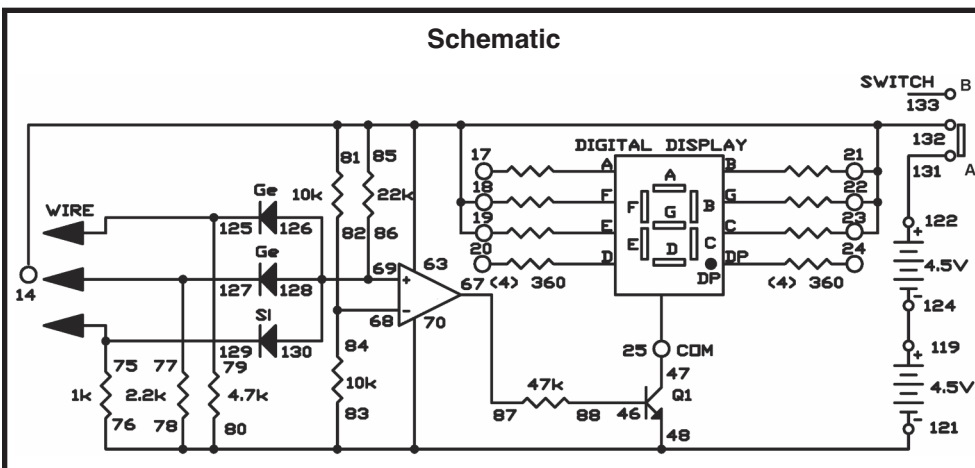 Schematic
SWITCH B
133
132
131 A
DIGITAL DISPLAY
17 A B 21
18 F G 22
19 E C 23
20 D DP 24
A
F B
G
E D C
DP
(4) 360 (4) 360
81 85
10k 22k
82 86
WIRE
Ge
125 126
Ge
127 128
SI
129 130
14
69 + 63
68 - 70
67
122
+
4.5V
-
124
119
+
4.5V
-
121
25 COM
47
Q1
46
48
47k
87 88
84
10k
83
75 77 79
1k 2.2k 4.7k
76 78 80